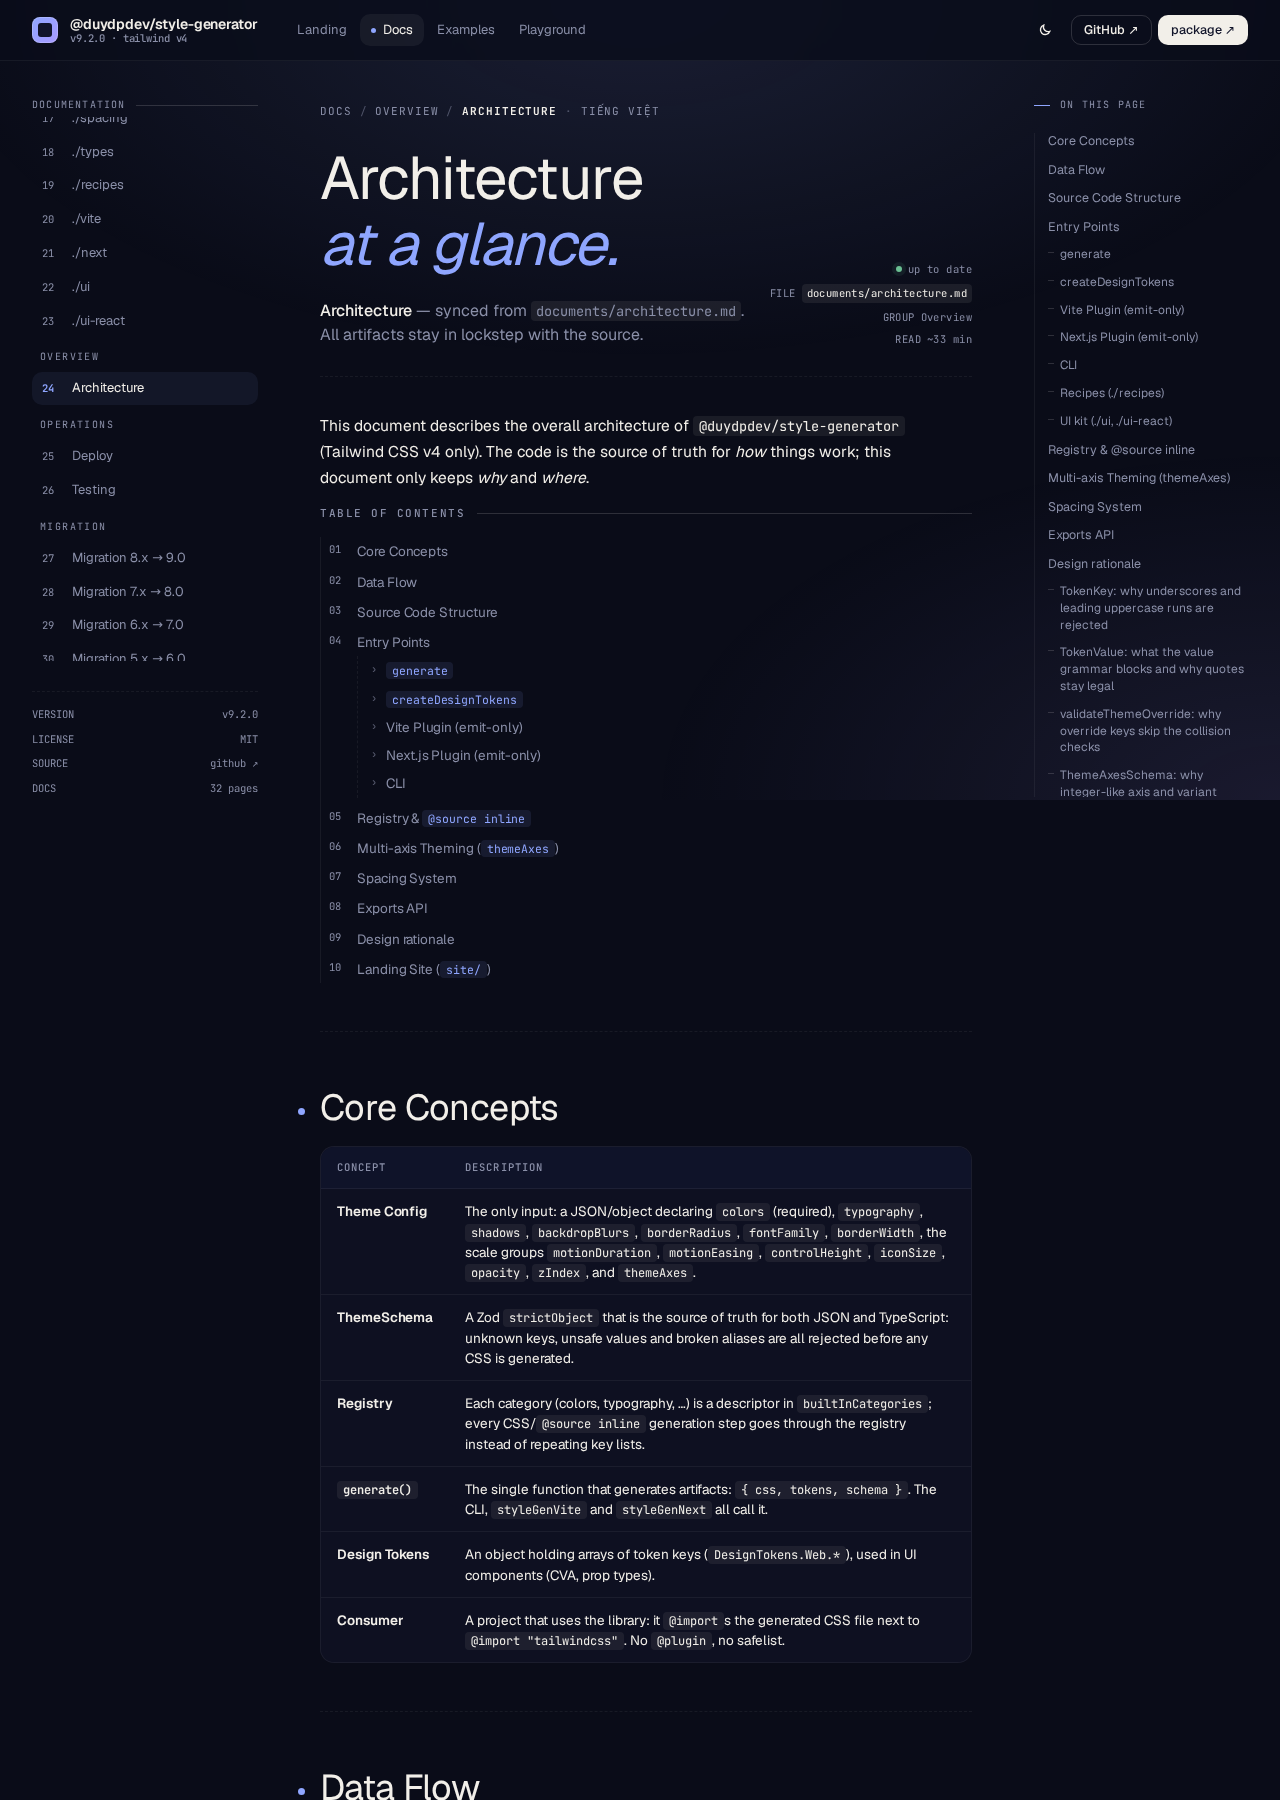 @duydpdev/style-generator
v9.2.0 · tailwind v4
Landing
Docs
Examples
Playground
GitHub ↗
package ↗
DOCUMENTATION
17 ./spacing
18 ./types
19 ./recipes
20 ./vite
21 ./next
22 ./ui
23 ./ui-react
OVERVIEW
24 Architecture
OPERATIONS
25 Deploy
26 Testing
MIGRATION
27 Migration 8.x → 9.0
28 Migration 7.x → 8.0
29 Migration 6.x → 7.0
30 Migration 5.x → 6.0
VERSION v9.2.0
LICENSE MIT
SOURCE github ↗
DOCS 32 pages
DOCS / OVERVIEW / ARCHITECTURE · TIẾNG VIỆT
Architecture
at a glance.
Architecture — synced from documents/architecture.md.
All artifacts stay in lockstep with the source.
up to date
FILE documents/architecture.md
GROUP Overview
READ ~33 min
This document describes the overall architecture of @duydpdev/style-generator
(Tailwind CSS v4 only). The code is the source of truth for how things work; this
document only keeps why and where.
TABLE OF CONTENTS
01 Core Concepts
02 Data Flow
03 Source Code Structure
04 Entry Points
› generate
› createDesignTokens
› Vite Plugin (emit-only)
› Next.js Plugin (emit-only)
› CLI
05 Registry & @source inline
06 Multi-axis Theming (themeAxes)
07 Spacing System
08 Exports API
09 Design rationale
10 Landing Site (site/)
Core Concepts
CONCEPT DESCRIPTION
Theme Config
The only input: a JSON/object declaring colors (required), typography,
shadows, backdropBlurs, borderRadius, fontFamily, borderWidth, the
scale groups motionDuration, motionEasing, controlHeight, iconSize,
opacity, zIndex, and themeAxes.
ThemeSchema
A Zod strictObject that is the source of truth for both JSON and TypeScript:
unknown keys, unsafe values and broken aliases are all rejected before any
CSS is generated.
Registry
Each category (colors, typography, …) is a descriptor in builtInCategories;
every CSS/@source inline generation step goes through the registry
instead of repeating key lists.
generate()
The single function that generates artifacts: { css, tokens, schema }. The
CLI, styleGenVite and styleGenNext all call it.
Design Tokens
An object holding arrays of token keys (DesignTokens.Web.*), used in UI
components (CVA, prop types).
Consumer
A project that uses the library: it @imports the generated CSS file next to
@import "tailwindcss". No @plugin, no safelist.
Data Flow
ON THIS PAGE
Core Concepts
Data Flow
Source Code Structure
Entry Points
generate
createDesignTokens
Vite Plugin (emit-only)
Next.js Plugin (emit-only)
CLI
Recipes (./recipes)
UI kit (./ui, ./ui-react)
Registry & @source inline
Multi-axis Theming (themeAxes)
Spacing System
Exports API
Design rationale
TokenKey: why underscores and
leading uppercase runs are
rejected
TokenValue: what the value
grammar blocks and why quotes
stay legal
validateThemeOverride: why
override keys skip the collision
checks
ThemeAxesSchema: why
integer-like axis and variant